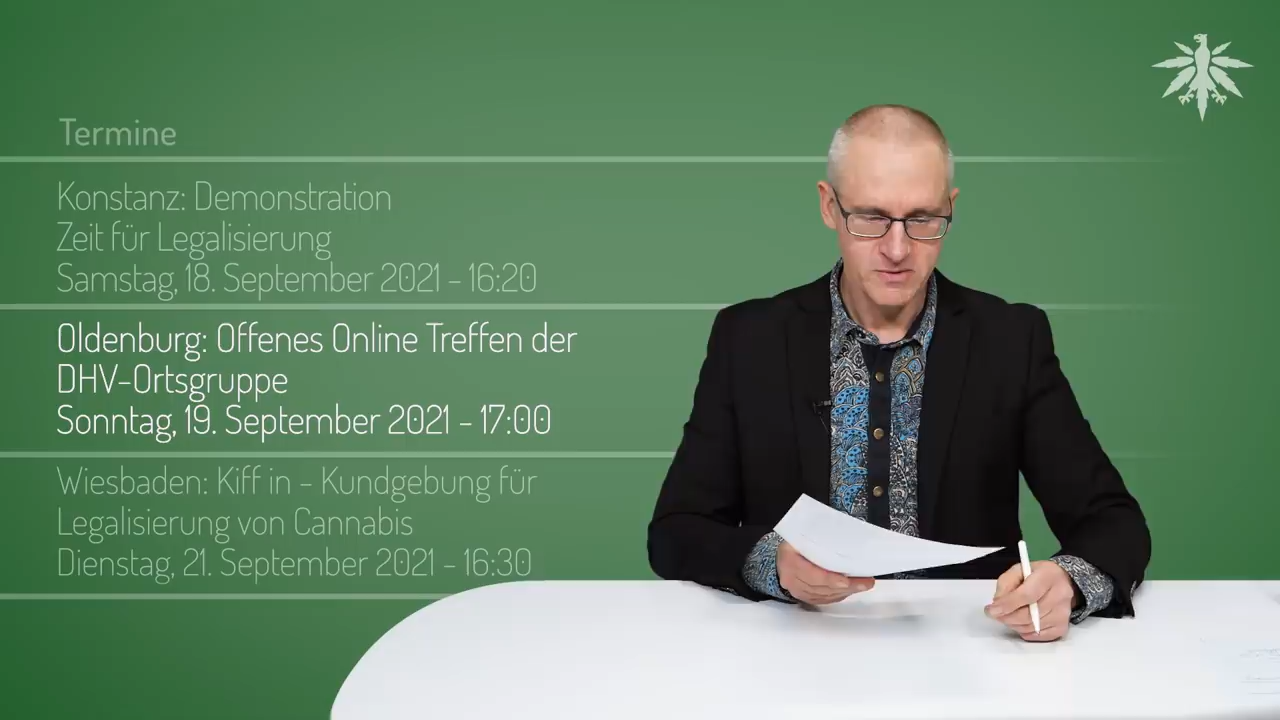 Termine
Konstanz: Demonstration
Zeit für Legalisierung
Samstag, 18. September 2021 - 16:20
Oldenburg: Offenes Online Treffen der
DHV-Ortsgruppe
Sonntag, 19. September 2021 - 17:00
Wiesbaden: Kiff in - Kundgebung für
Legalisierung von Cannabis
Dienstag, 21. September 2021 - 16:30